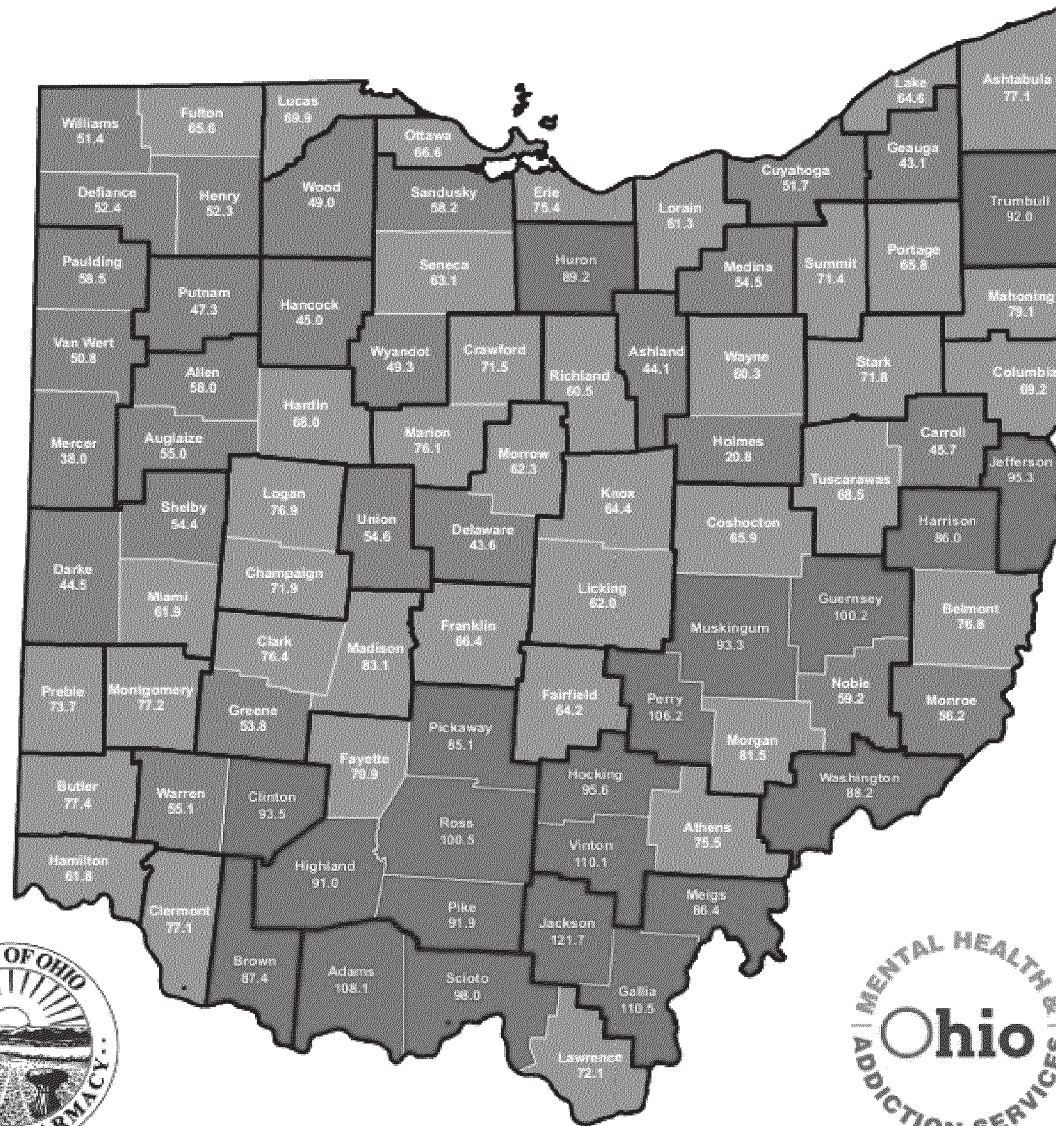 Williams
51.4
Fulton
65.6
Lucas
69.9
Ottawa
66.6
Lake
64.6
Ashtabula
77.1
Geauga
43.1
Cuyahoga
51.7
Defiance
52.4
Henry
52.3
Wood
49.0
Sandusky
58.2
Erie
75.4
Lorain
61.3
Trumbull
92.0
Paulding
58.5
Putnam
47.3
Hancock
45.0
Seneca
63.1
Huron
89.2
Medina
54.5
Summit
71.4
Portage
65.8
Mahoning
79.1
Van Wert
50.8
Allen
58.0
Wyandot
49.3
Crawford
71.5
Richland
60.5
Ashland
44.1
Wayne
60.3
Stark
71.8
Columbia
69.2
Mercer
38.0
Auglaize
55.0
Hardin
68.0
Marion
76.1
Morrow
62.3
Holmes
20.8
Carroll
45.7
Jefferson
95.3
Tuscarawas
68.5
Shelby
54.4
Logan
76.9
Union
54.6
Delaware
43.6
Knox
64.4
Coshocton
65.9
Harrison
86.0
Darke
44.5
Miami
61.9
Champaign
71.9
Licking
62.0
Guernsey
100.2
Belmont
76.8
Clark
76.4
Madison
83.1
Franklin
66.4
Muskingum
93.3
Preble
73.7
Montgomery
77.2
Greene
53.8
Fairfield
64.2
Perry
106.2
Noble
59.2
Monroe
56.2
Pickaway
85.1
Morgan
81.5
Fayette
70.9
Washington
88.2
Butler
77.4
Warren
55.1
Clinton
93.5
Hocking
95.6
Ross
100.5
Athens
75.5
Vinton
110.1
Hamilton
61.8
Highland
91.0
Clermont
77.1
Pike
91.9
Jackson
121.7
Meigs
86.4
Brown
87.4
Adams
108.1
Scioto
98.0
Gallia
110.5
Lawrence
72.1
OF OHIO
RMACY
MENTAL HEALTH &
Ohio
ADDICTION SERVICES